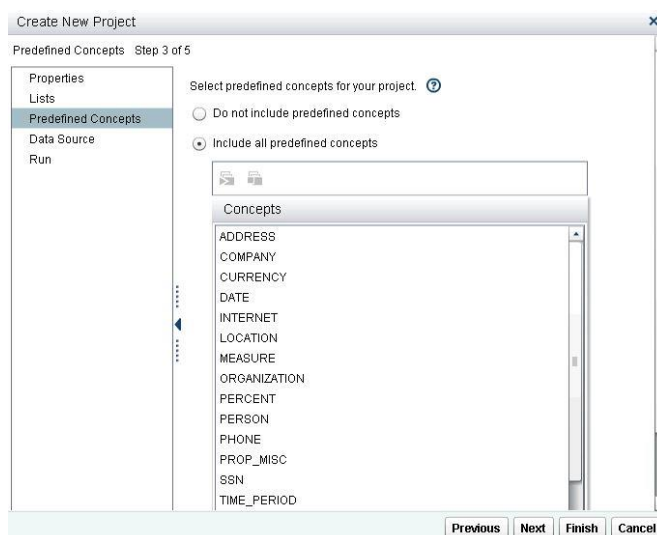 Create New Project
Predefined Concepts Step 3 of 5
Properties
Lists
Predefined Concepts
Data Source
Run
Select predefined concepts for your project.
Do not include predefined concepts
Include all predefined concepts
Concepts
ADDRESS
COMPANY
CURRENCY
DATE
INTERNET
LOCATION
MEASURE
ORGANIZATION
PERCENT
PERSON
PHONE
PROP_MISC
SSN
TIME_PERIOD
Previous Next Finish Cancel